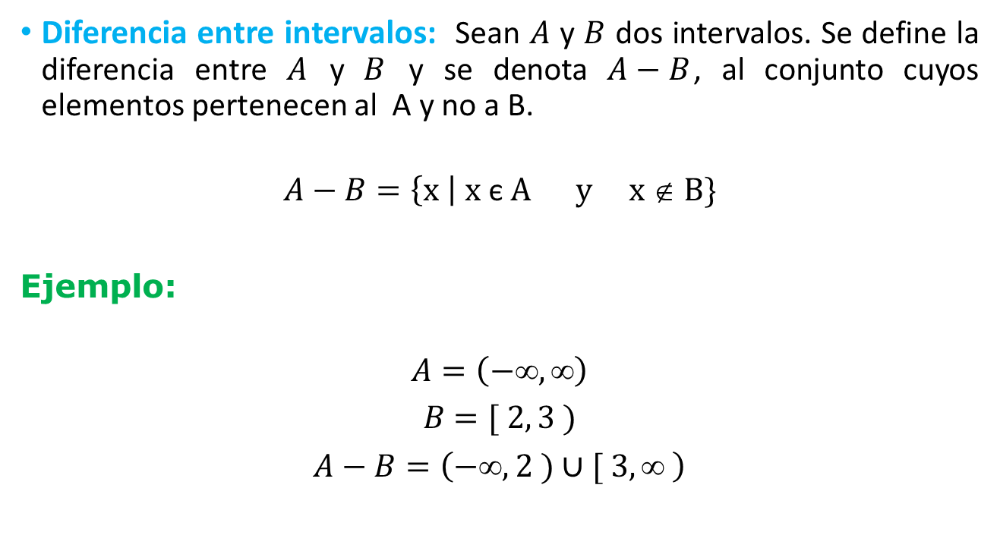 • Diferencia entre intervalos: Sean A y B dos intervalos. Se define la
diferencia entre A y B y se denota A − B, al conjunto cuyos
elementos pertenecen al A y no a B.
A − B = {x | x ϵ A y x ∉ B}
Ejemplo:
A = (−∞, ∞)
B = [ 2, 3 )
A − B = (−∞, 2 ) ∪ [ 3, ∞ )